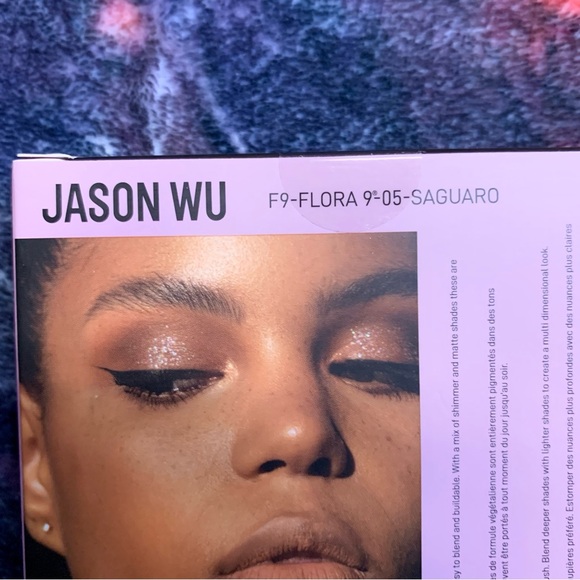 JASON WU
F9-FLORA 9®-05-SAGUARO
sy to blend and buildable. With a mix of shimmer and matte shades these are
es de formule végétalienne sont entièrement pigmentés dans des tons
vent être portés à tout moment du jour jusqu'au soir.
ush. Blend deeper shades with lighter shades to create a multi dimensional look.
upières préféré. Estomper des nuances plus profondes avec des nuances plus claires